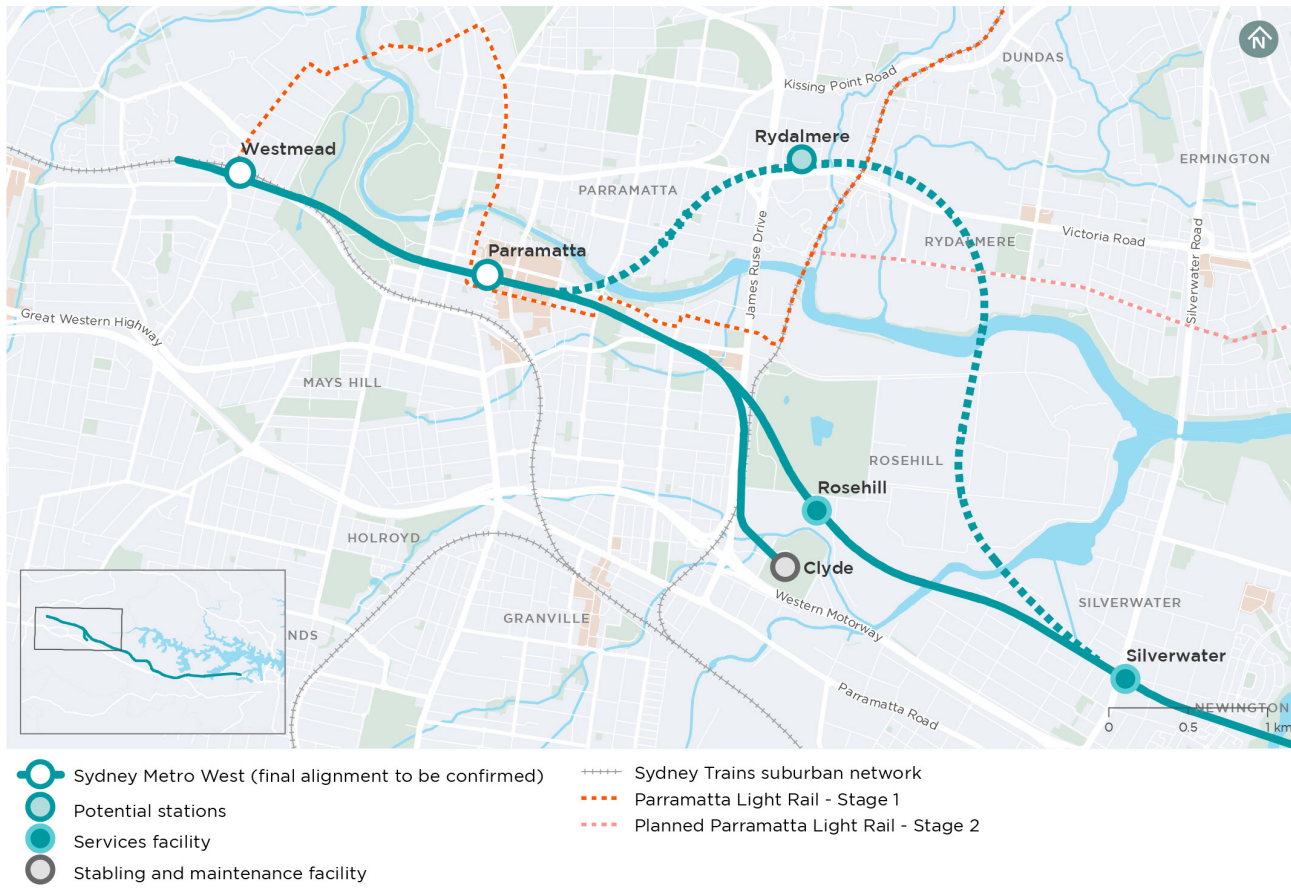 N
DUNDAS
Kissing Point Road
Westmead
Rydalmere
ERMINGTON
PARRAMATTA
James Ruse Drive
RYDALMERE
Victoria Road
Silverwater Road
Parramatta
Great Western Highway
MAYS HILL
ROSEHILL
Rosehill
HOLROYD
Clyde
Western Motorway
SILVERWATER
GRANVILLE
NDS
Silverwater
Parramatta Road
NEWINGTON
0 0.5 1 km
Sydney Metro West (final alignment to be confirmed)
Potential stations
Services facility
Stabling and maintenance facility
Sydney Trains suburban network
Parramatta Light Rail - Stage 1
Planned Parramatta Light Rail - Stage 2